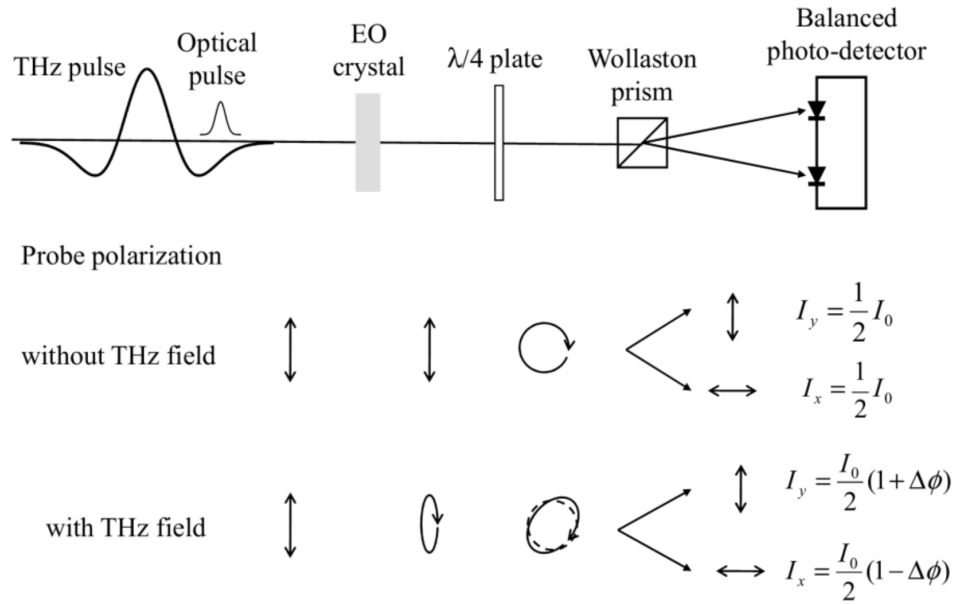 THz pulse
Optical
pulse
EO
crystal
λ/4 plate
Wollaston
prism
Balanced
photo-detector
Probe polarization
without THz field
I_y = 1/2 I_0
I_x = 1/2 I_0
with THz field
I_y = I_0/2 (1+Δϕ)
I_x = I_0/2 (1−Δϕ)